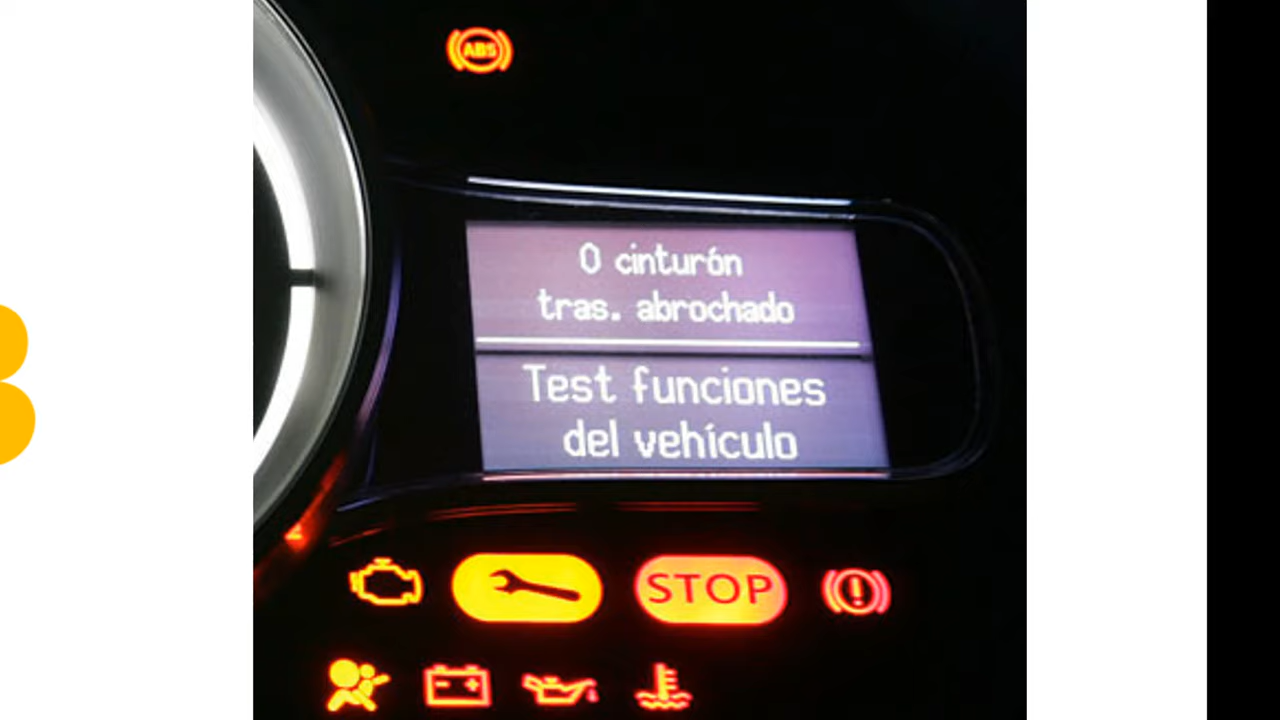 ABS
0 cinturón
tras. abrochado
Test funciones
del vehículo
STOP